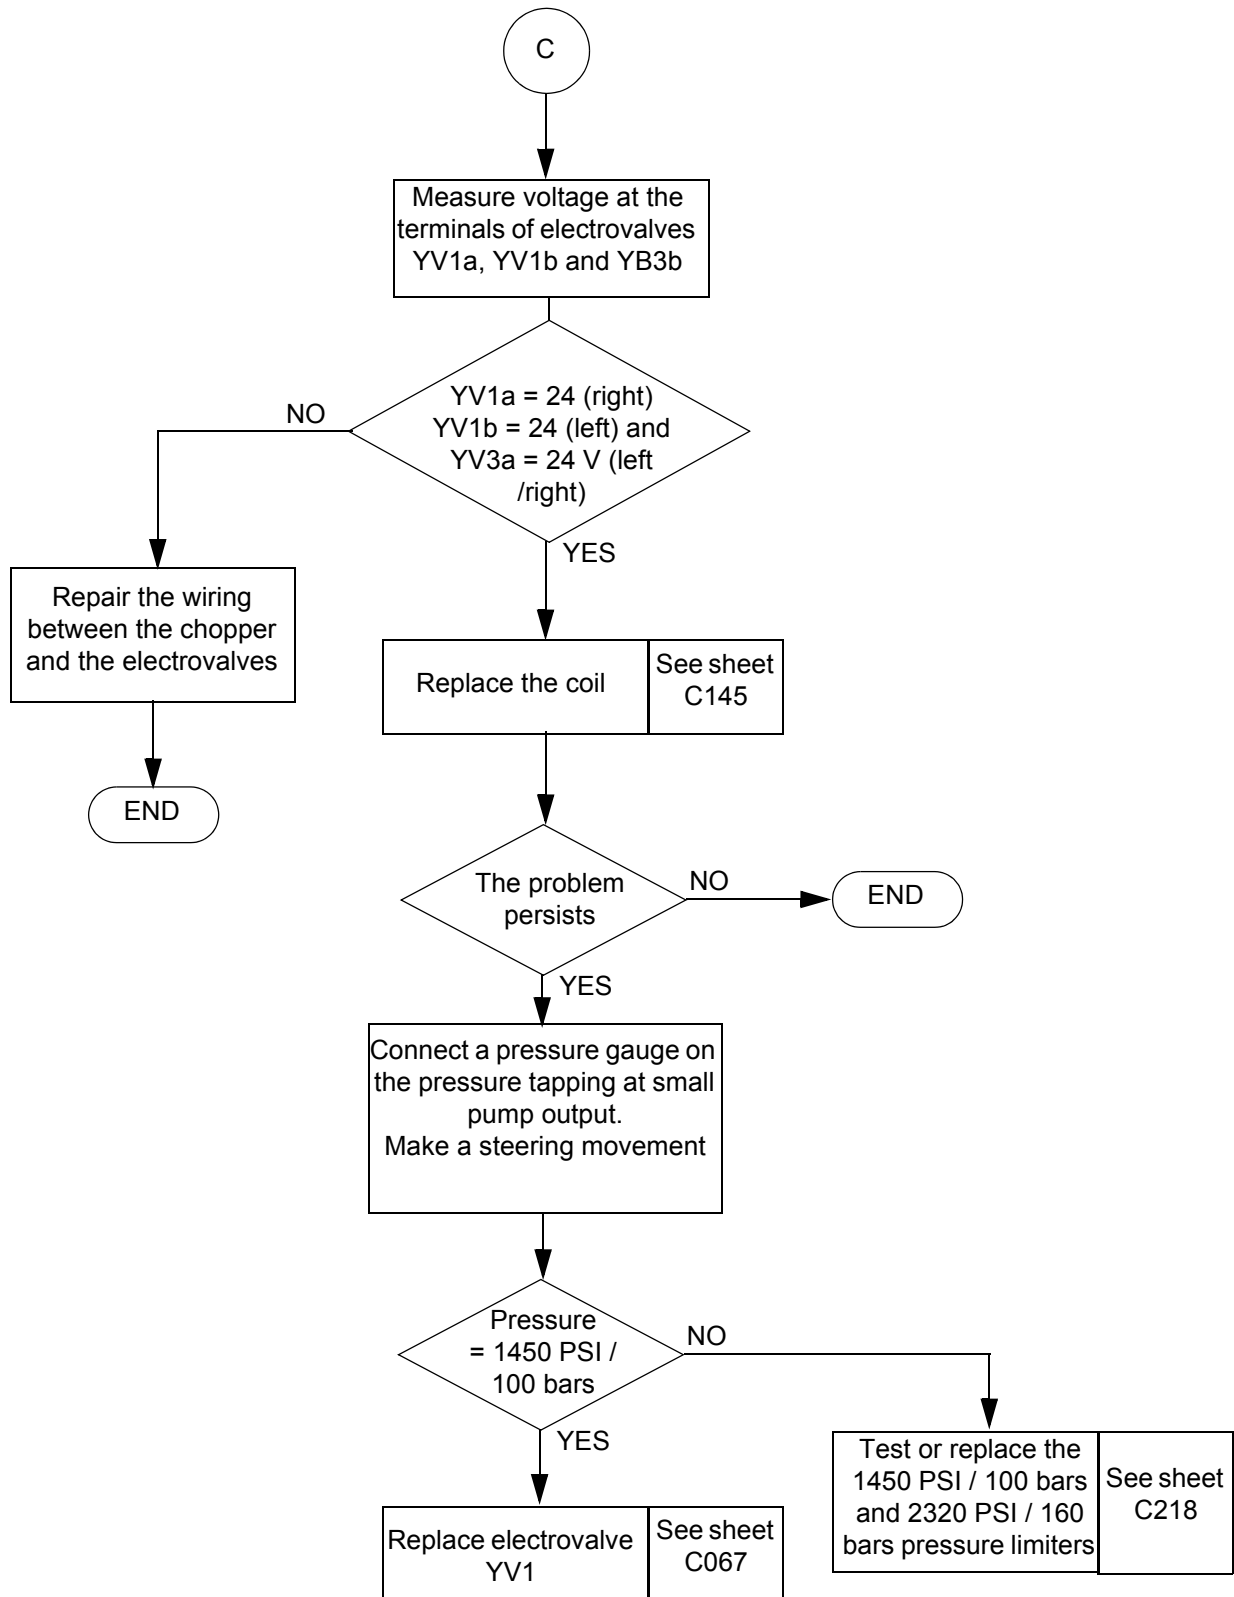 C
Measure voltage at the
terminals of electrovalves
YV1a, YV1b and YB3b
YV1a = 24 (right)
YV1b = 24 (left) and
YV3a = 24 V (left
/right)
NO
YES
Repair the wiring
between the chopper
and the electrovalves
END
Replace the coil
See sheet
C145
The problem
persists
NO
END
YES
Connect a pressure gauge on
the pressure tapping at small
pump output.
Make a steering movement
Pressure
= 1450 PSI /
100 bars
NO
YES
Test or replace the
1450 PSI / 100 bars
and 2320 PSI / 160
bars pressure limiters
See sheet
C218
Replace electrovalve
YV1
See sheet
C067